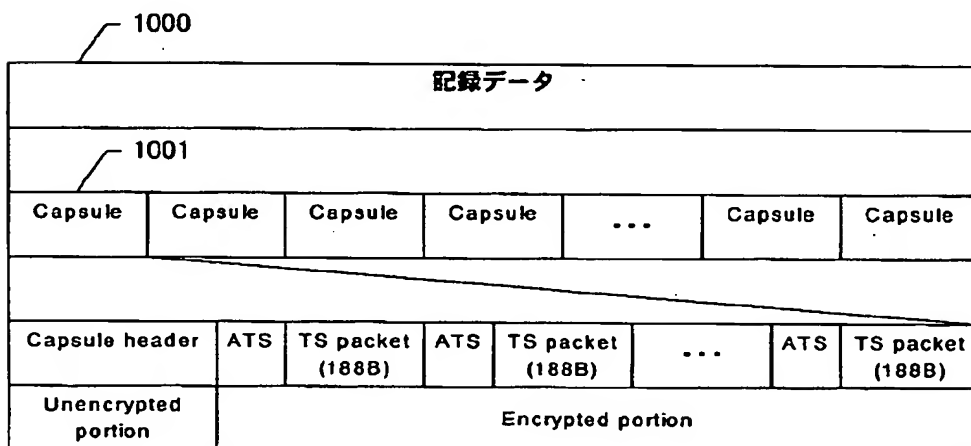 1000
記録データ
1001
Capsule Capsule Capsule Capsule ... Capsule Capsule
Capsule header ATS TS packet (188B) ATS TS packet (188B) ... ATS TS packet (188B)
Unencrypted portion Encrypted portion